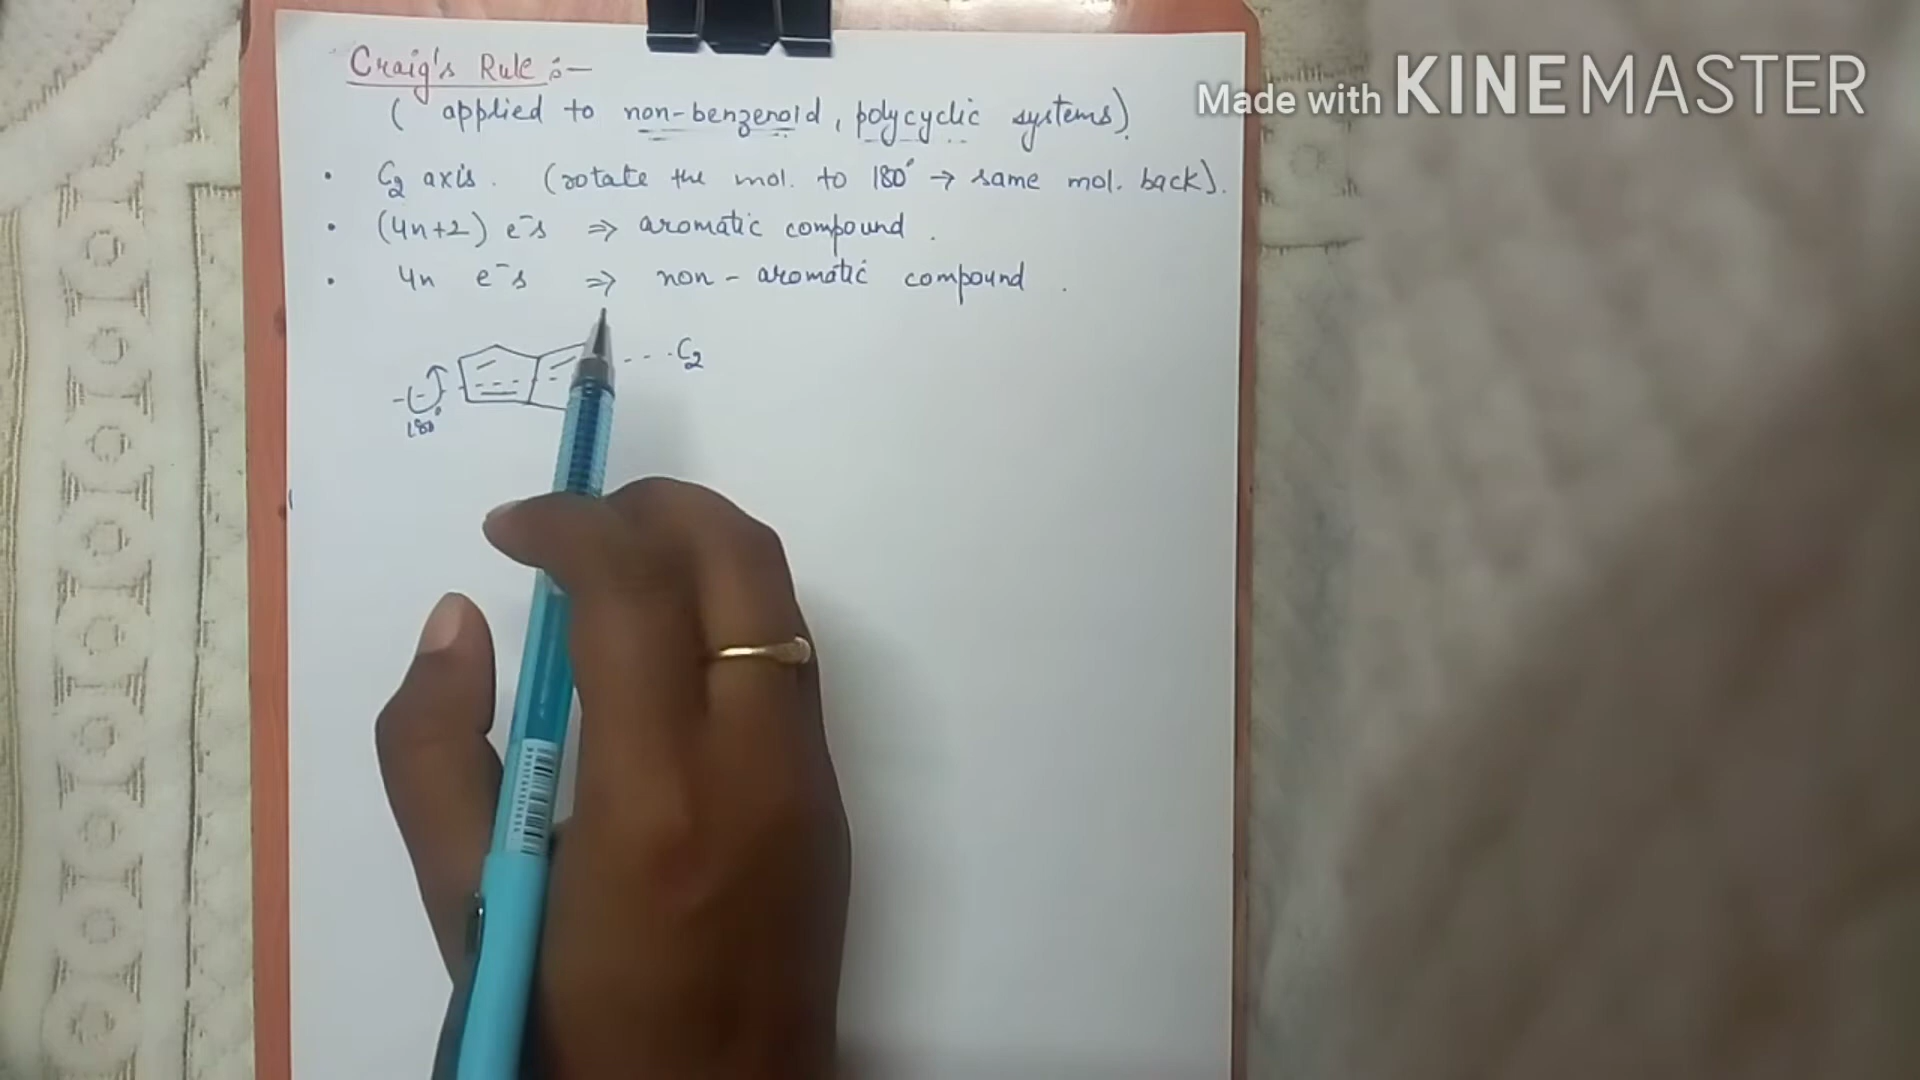 Craig's Rule :-
( applied to non-benzenoid, polycyclic systems).
• C₂ axis. (rotate the mol. to 180° → same mol. back).
• (4n+2) e⁻s ⇒ aromatic compound.
• 4n e⁻s ⇒ non-aromatic compound.
C₂
180°
Made with KINEMASTER